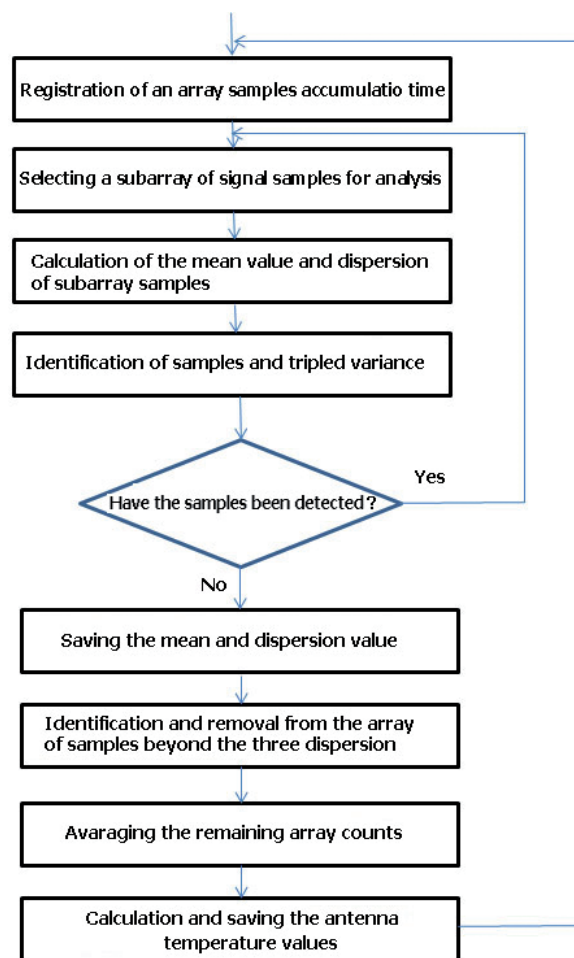 Registration of an array samples accumulatio time
Selecting a subarray of signal samples for analysis
Calculation of the mean value and dispersion
of subarray samples
Identification of samples and tripled variance
Have the samples been detected ?
Yes
No
Saving the mean and dispersion value
Identification and removal from the array
of samples beyond the three dispersion
Avaraging the remaining array counts
Calculation and saving the antenna
temperature values